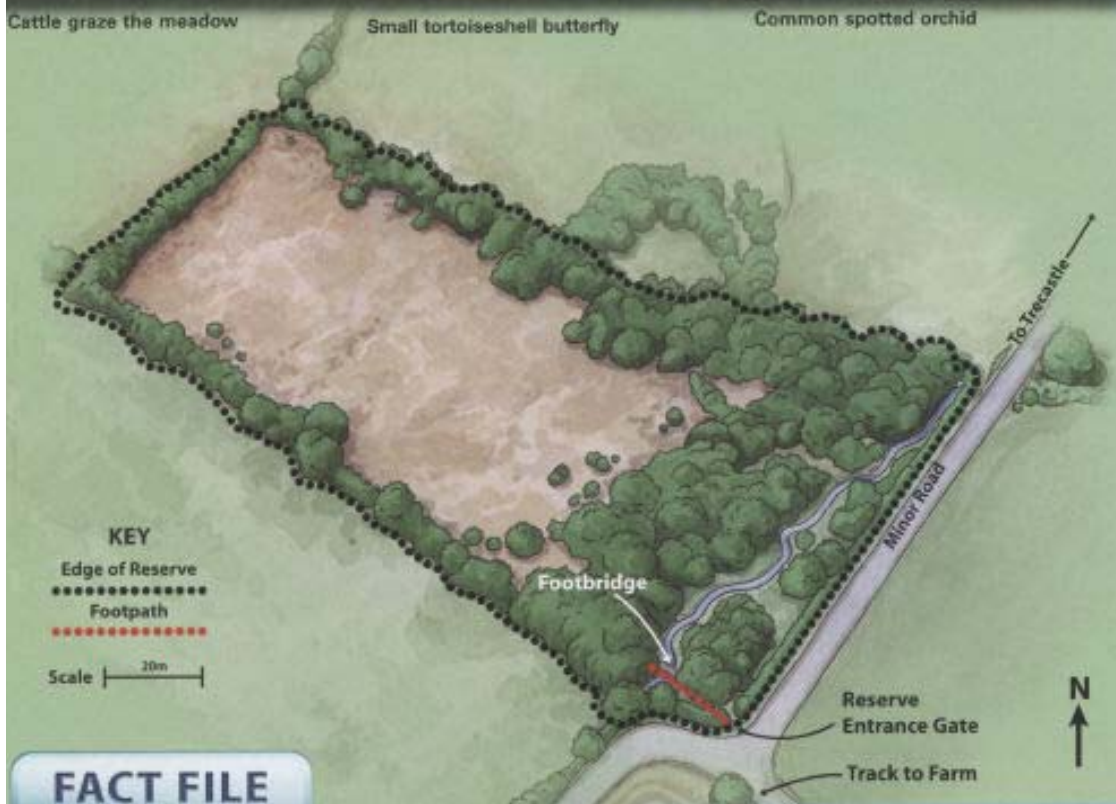 Cattle graze the meadow
Small tortoiseshell butterfly
Common spotted orchid
To Trecastle
Minor Road
KEY
Edge of Reserve
Footpath
Scale
20m
Footbridge
Reserve
Entrance Gate
Track to Farm
N
FACT FILE